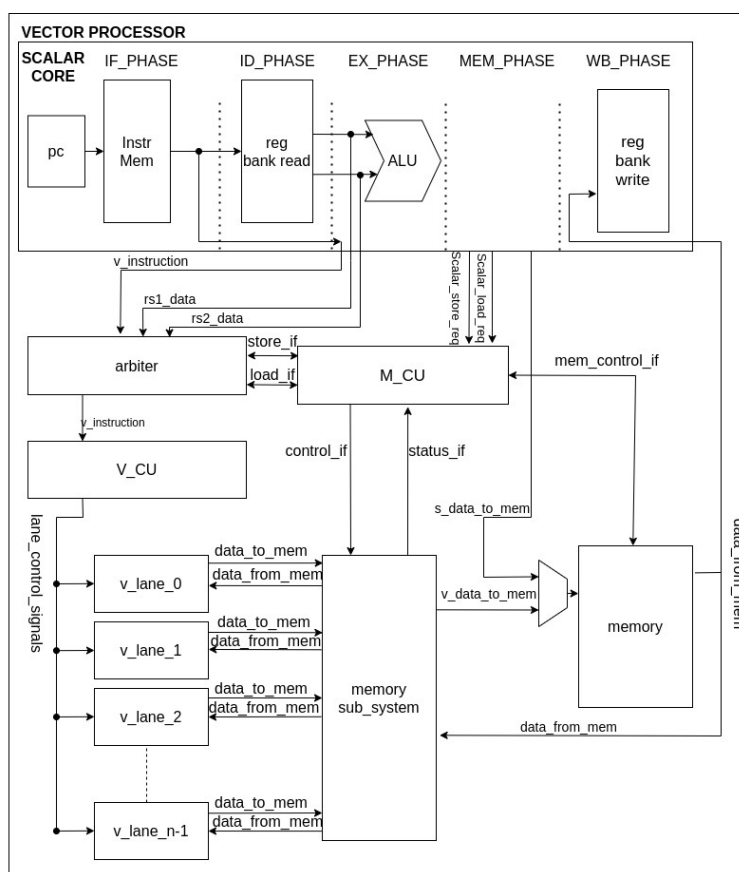 VECTOR PROCESSOR
SCALAR
CORE
IF_PHASE
ID_PHASE
EX_PHASE
MEM_PHASE
WB_PHASE
pc
Instr
Mem
reg
bank read
ALU
reg
bank
write
v_instruction
rs1_data
rs2_data
Scalar_store_req
Scalar_load_req
arbiter
store_if
load_if
M_CU
mem_control_if
v_instruction
V_CU
control_if
status_if
lane_control_signals
s_data_to_mem
v_data_to_mem
data_from_mem
memory
v_lane_0
data_to_mem
data_from_mem
v_lane_1
data_to_mem
data_from_mem
v_lane_2
data_to_mem
data_from_mem
memory
sub_system
data_from_mem
v_lane_n-1
data_to_mem
data_from_mem